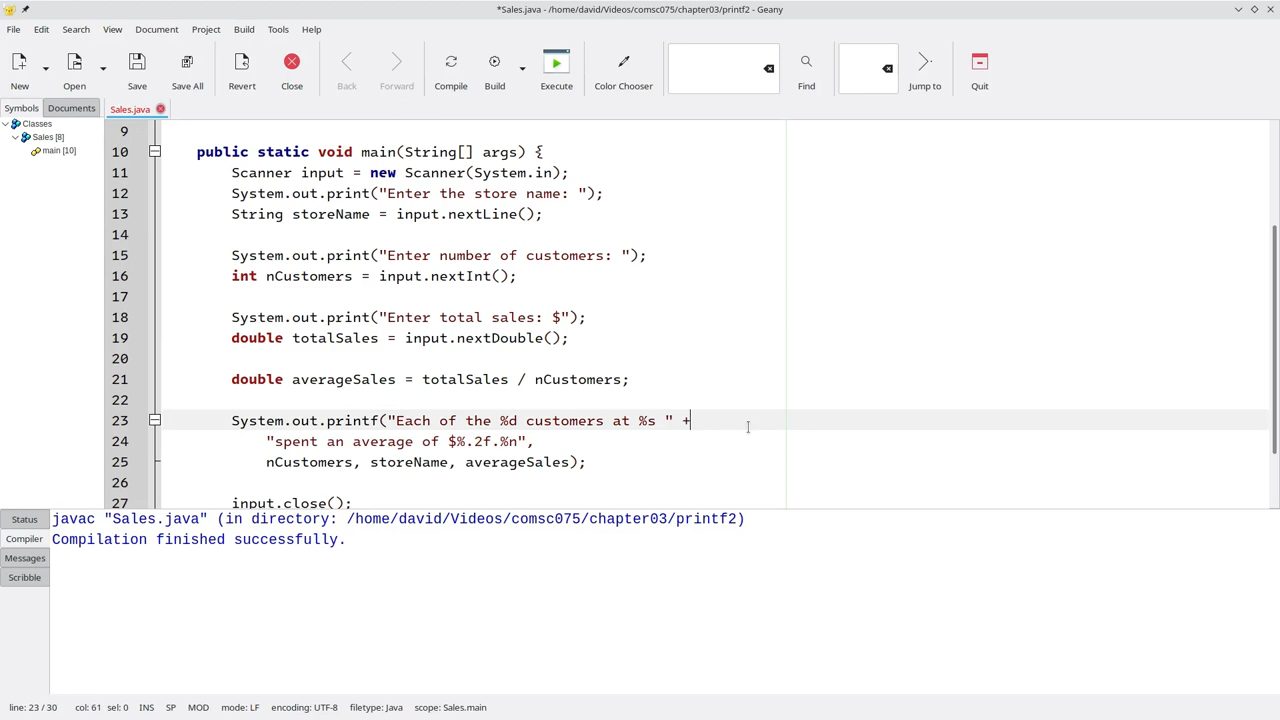 *Sales.java - /home/david/Videos/comsc075/chapter03/printf2 - Geany
File Edit Search View Document Project Build Tools Help
New Open Save Save All Revert Close Back Forward Compile Build Execute Color Chooser Find Jump to Quit
Symbols Documents Sales.java
Classes
Sales [8]
main [10]
9
10 public static void main(String[] args) {
11 Scanner input = new Scanner(System.in);
12 System.out.print("Enter the store name: ");
13 String storeName = input.nextLine();
14
15 System.out.print("Enter number of customers: ");
16 int nCustomers = input.nextInt();
17
18 System.out.print("Enter total sales: $");
19 double totalSales = input.nextDouble();
20
21 double averageSales = totalSales / nCustomers;
22
23 System.out.printf("Each of the %d customers at %s " +
24 "spent an average of $%.2f.%n",
25 nCustomers, storeName, averageSales);
26
27 input.close();
Status
Compiler
Messages
Scribble
javac "Sales.java" (in directory: /home/david/Videos/comsc075/chapter03/printf2)
Compilation finished successfully.
line: 23 / 30 col: 61 sel: 0 INS SP MOD mode: LF encoding: UTF-8 filetype: Java scope: Sales.main